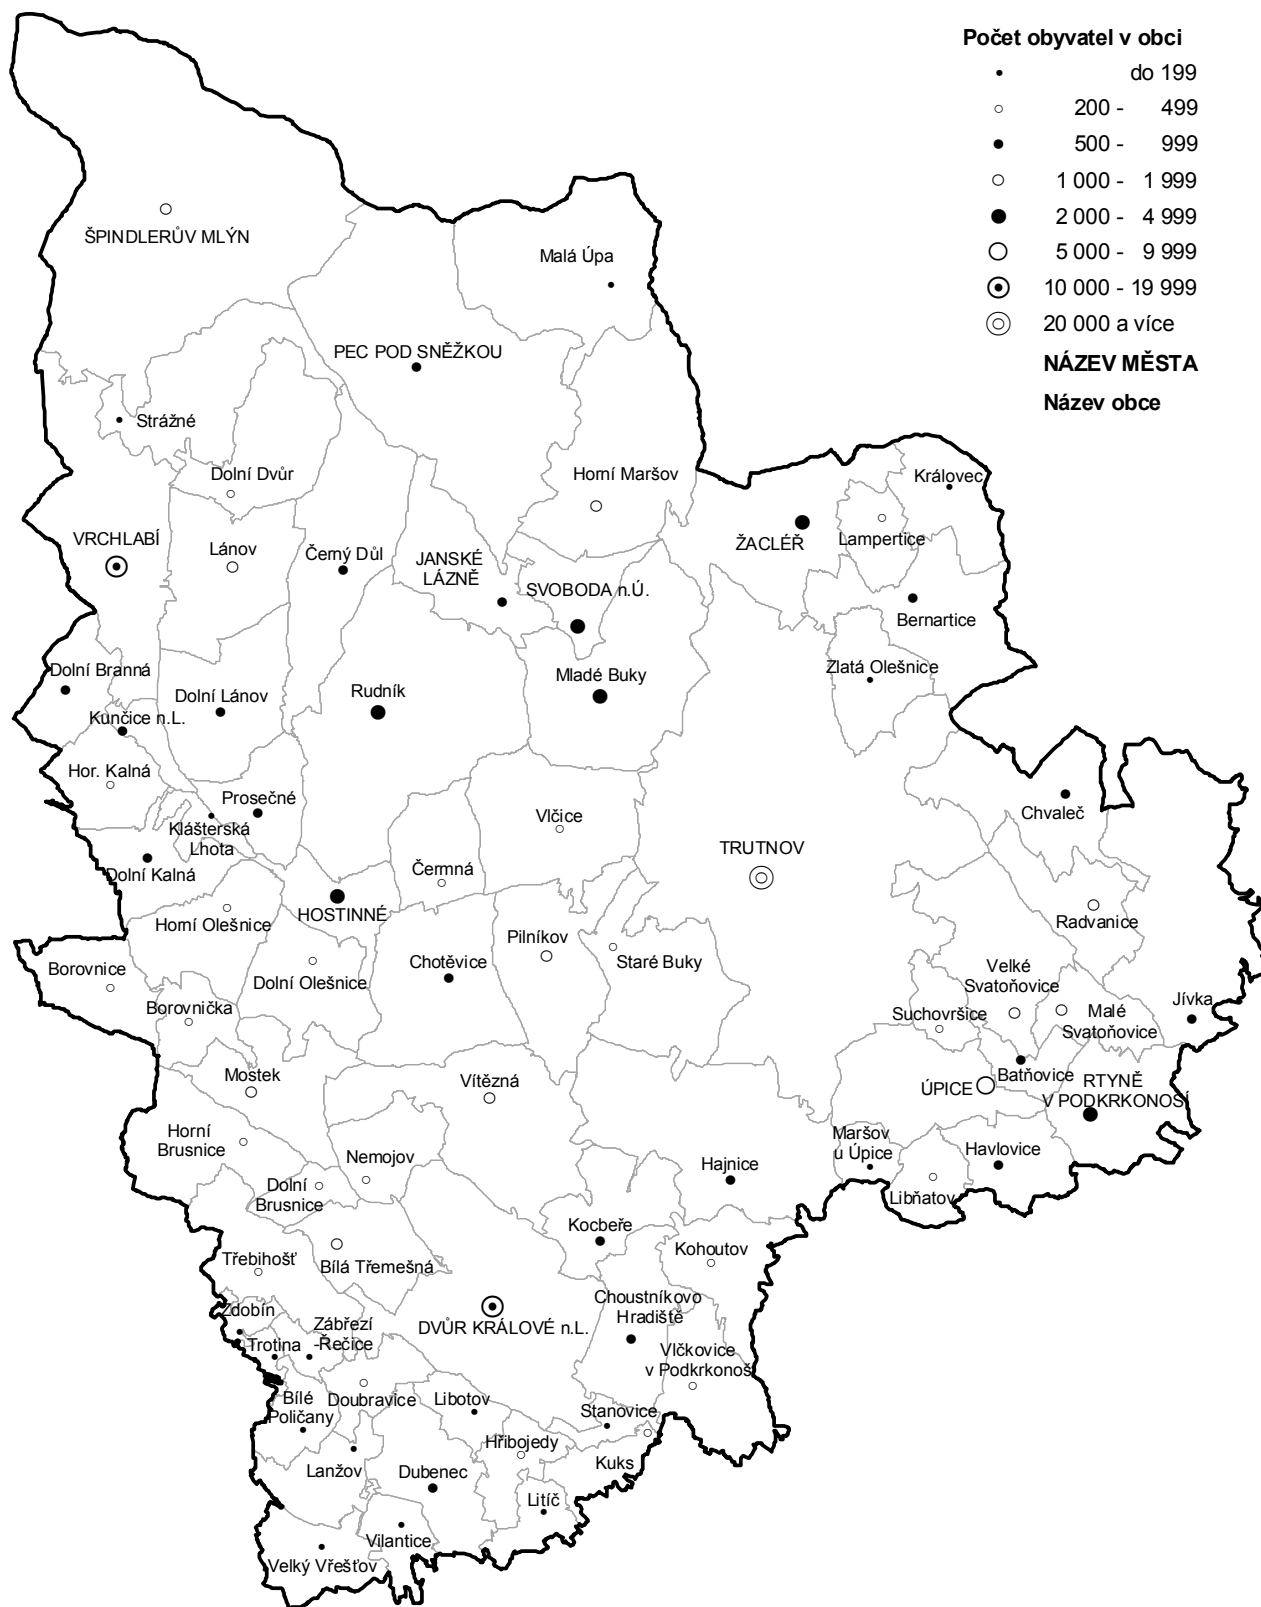 Počet obyvatel v obci
do 199
200 - 499
500 - 999
1 000 - 1 999
2 000 - 4 999
5 000 - 9 999
10 000 - 19 999
20 000 a více
NÁZEV MĚSTA
Název obce
ŠPINDLERŮV MLÝN
Malá Úpa
PEC POD SNĚŽKOU
Strážné
Dolní Dvůr
Horní Maršov
Královec
VRCHLABÍ
Lánov
Černý Důl
JANSKÉ
LÁZNĚ
SVOBODA n.Ú.
ŽACLÉŘ
Lampertice
Bernartice
Dolní Branná
Dolní Lánov
Rudník
Mladé Buky
Zlatá Olešnice
Kunčice n.L.
Hor. Kalná
Prosečné
Klášterská
Lhota
Vlčice
Chvaleč
Dolní Kalná
Čermná
TRUTNOV
HOSTINNÉ
Horní Olešnice
Radvanice
Borovnice
Dolní Olešnice
Chotěvice
Pilníkov
Staré Buky
Velké
Svatoňovice
Borovnička
Suchovršice
Malé
Svatoňovice
Jívka
Mostek
Vítězná
ÚPICE
Batňovice
RTYNĚ
V PODKRKONOŠÍ
Horní
Brusnice
Nemojov
Hajnice
Maršov
u Úpice
Havlovice
Dolní
Brusnice
Libňatov
Kocbeře
Třebihošť
Bílá Třemešná
Kohoutov
Zdobín
Choustníkovo
Hradiště
Trotina
Zábřezí
-Řečice
DVŮR KRÁLOVÉ n.L.
Vlčkovice
v Podkrkonoší
Bílé
Poličany
Doubravice
Libotov
Stanovice
Hřibojedy
Kuks
Lanžov
Dubenec
Litíč
Vilantice
Velký Vřešťov